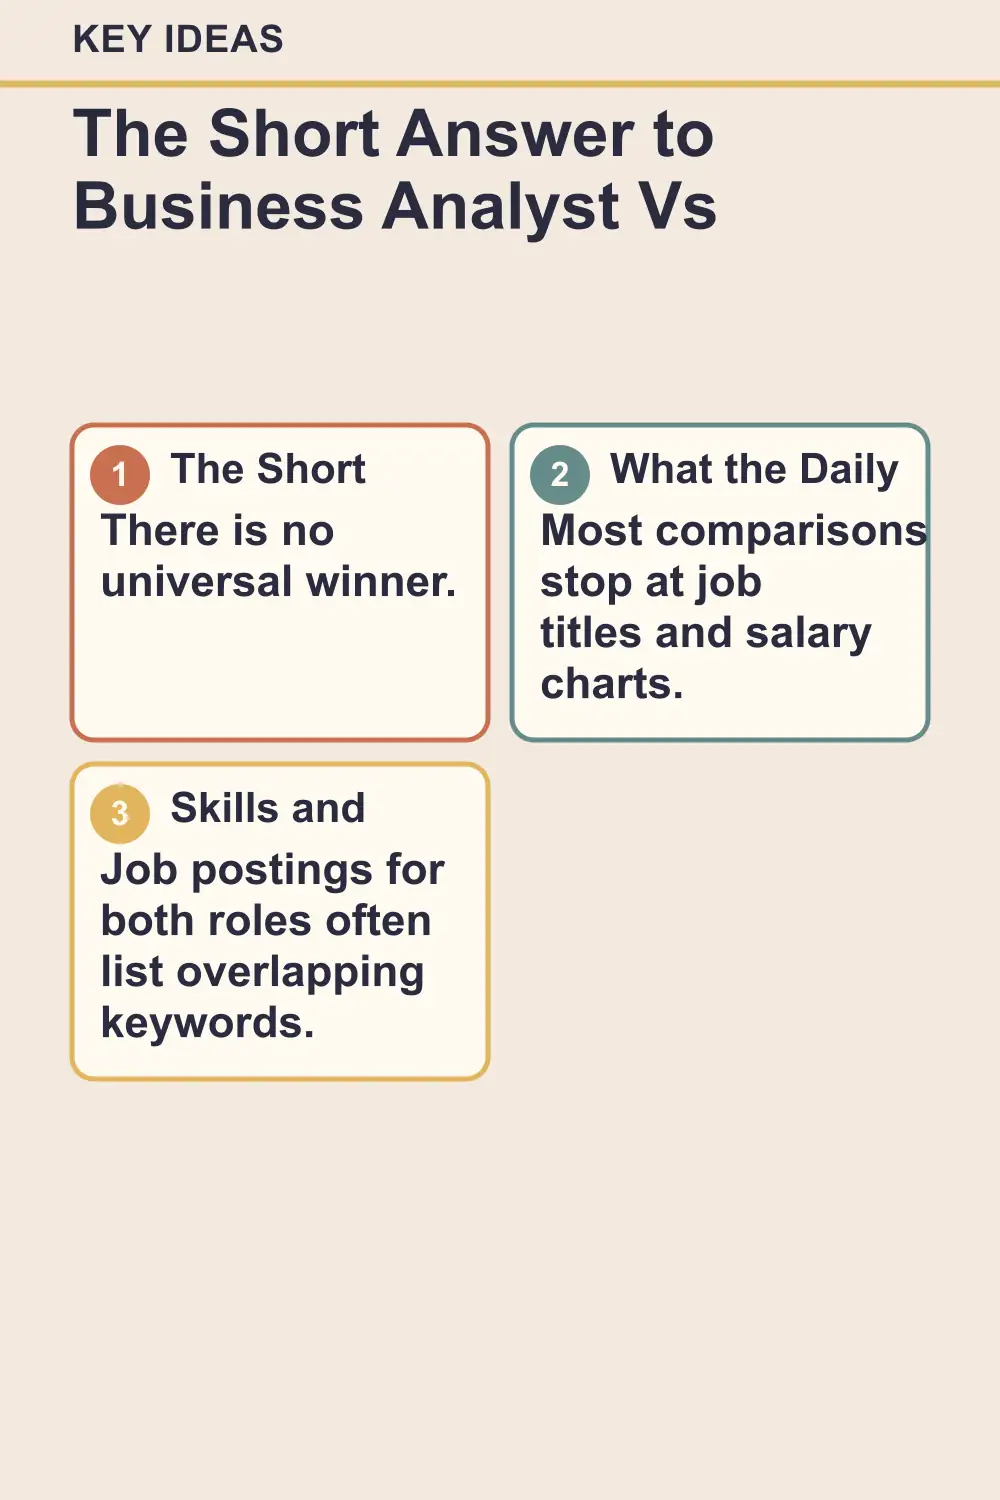 KEY IDEAS
The Short Answer to
Business Analyst Vs
1 The Short
There is no
universal winner.
2 What the Daily
Most comparisons
stop at job
titles and salary
charts.
3 Skills and
Job postings for
both roles often
list overlapping
keywords.